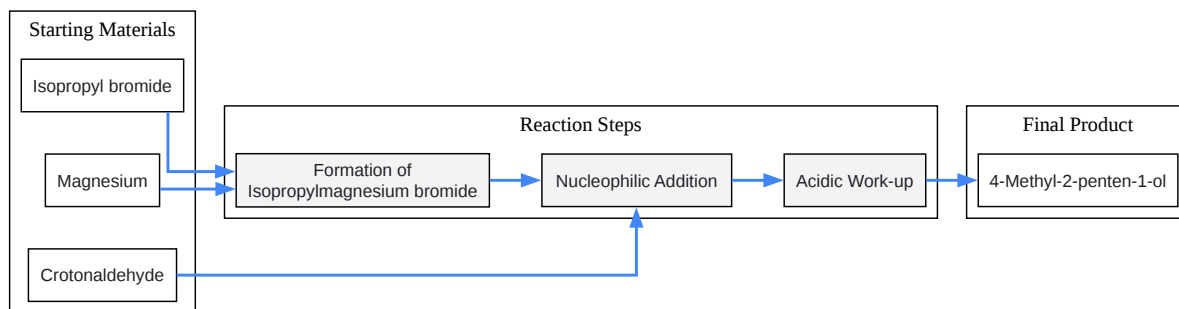 Starting Materials
Isopropyl bromide
Magnesium
Crotonaldehyde
Reaction Steps
Formation of
Isopropylmagnesium bromide
Nucleophilic Addition
Acidic Work-up
Final Product
4-Methyl-2-penten-1-ol